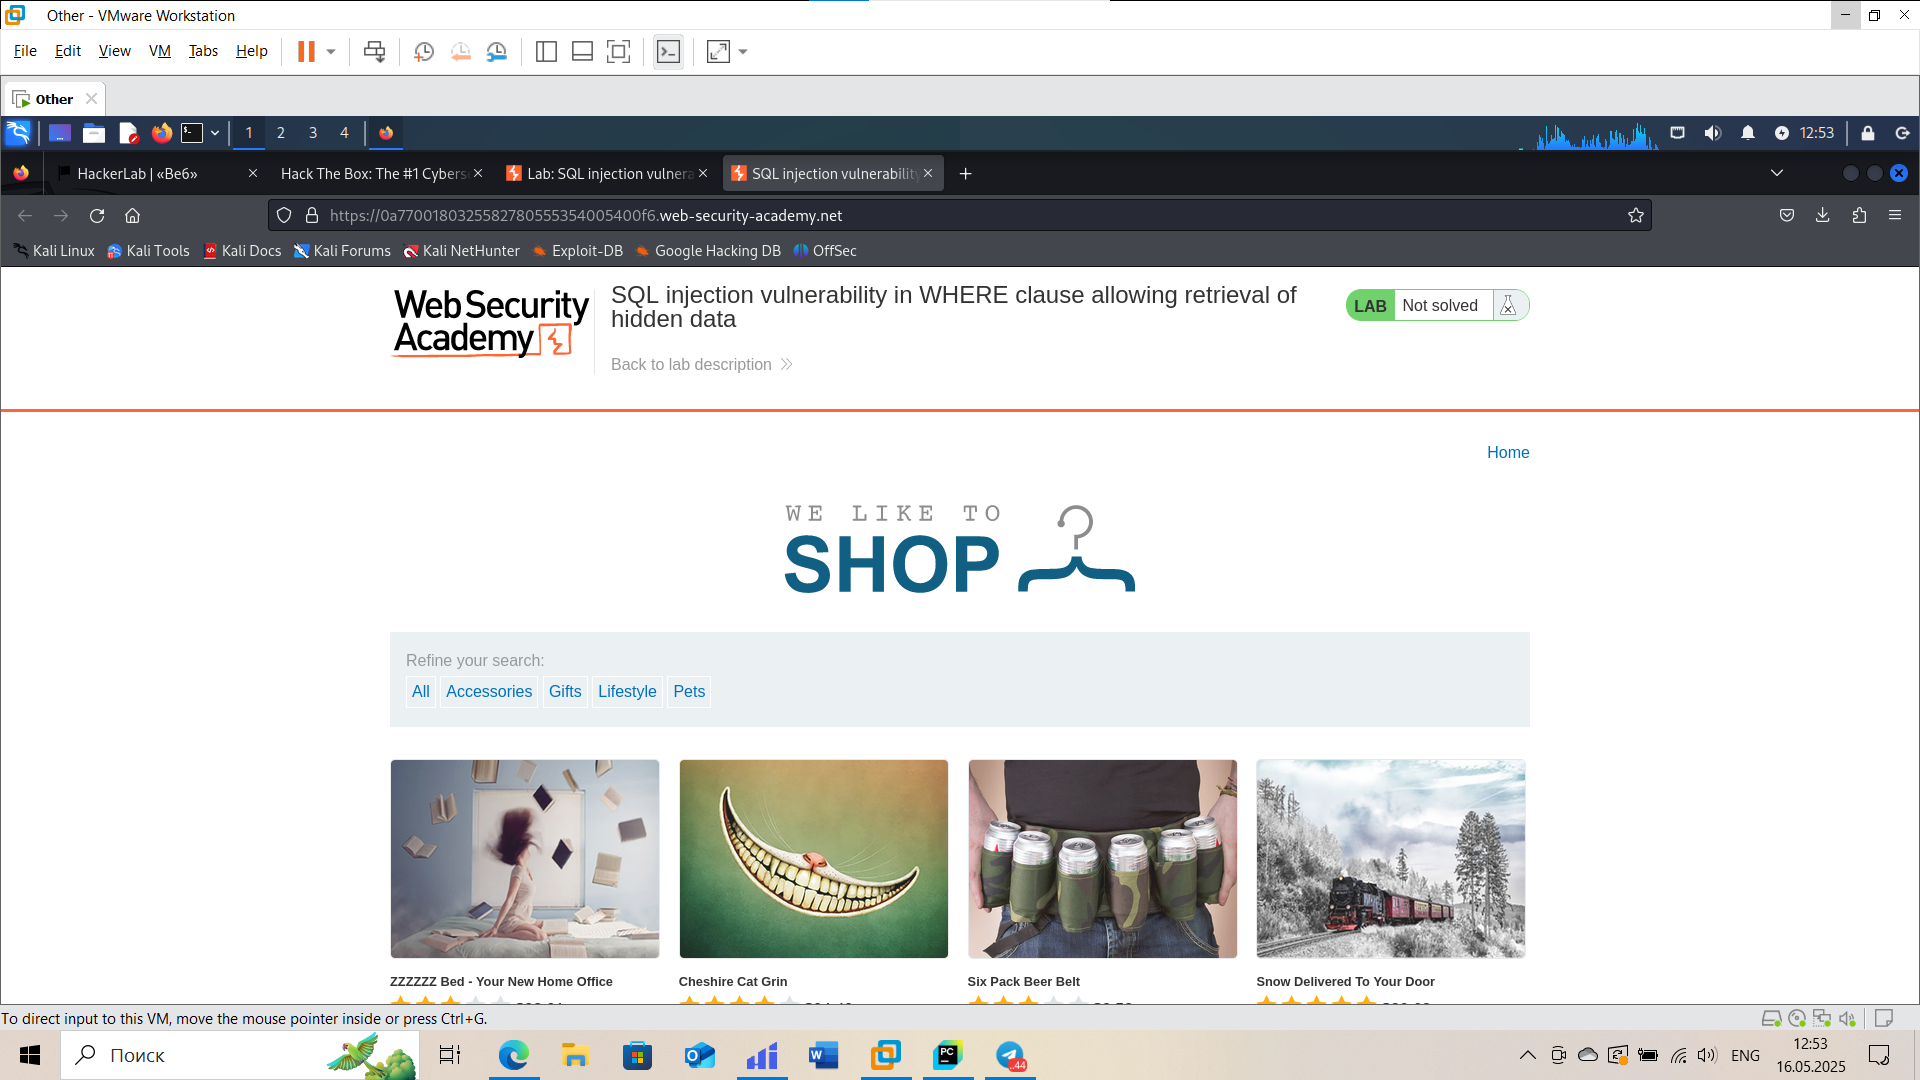 Other - VMware Workstation
File Edit View VM Tabs Help
Other
1 2 3 4
12:53
HackerLab | «Веб»
Hack The Box: The #1 Cybers
Lab: SQL injection vulnera
SQL injection vulnerability
https://0a7700180325582780555354005400f6.web-security-academy.net
Kali Linux Kali Tools Kali Docs Kali Forums Kali NetHunter Exploit-DB Google Hacking DB OffSec
Web Security
Academy
SQL injection vulnerability in WHERE clause allowing retrieval of
hidden data
LAB Not solved
Back to lab description
Home
WE LIKE TO
SHOP
Refine your search:
All Accessories Gifts Lifestyle Pets
ZZZZZZ Bed - Your New Home Office
Cheshire Cat Grin
Six Pack Beer Belt
Snow Delivered To Your Door
To direct input to this VM, move the mouse pointer inside or press Ctrl+G.
Поиск
PC
44
ENG
12:53
16.05.2025